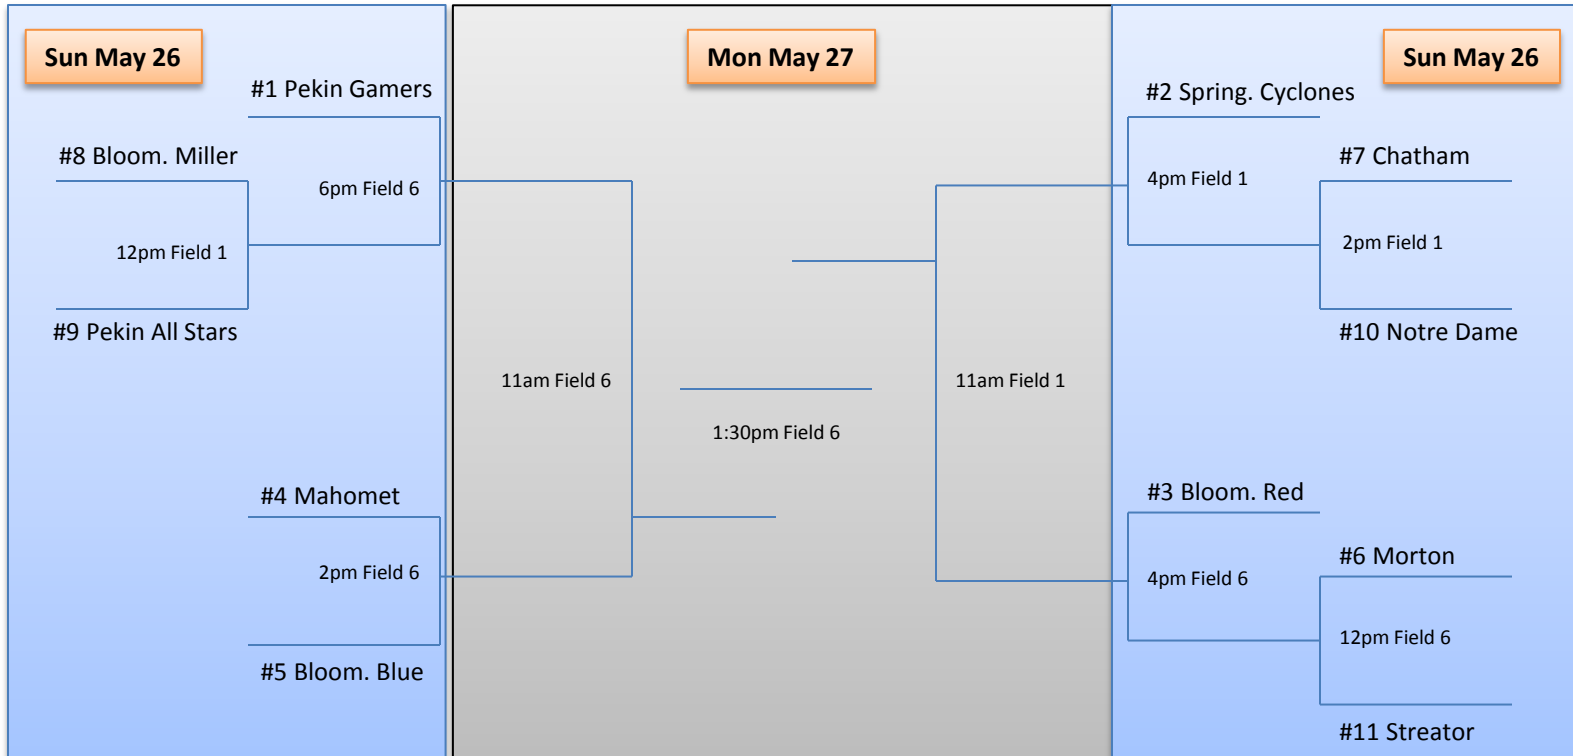 Sun May 26
Mon May 27
Sun May 26
#1 Pekin Gamers
#2 Spring. Cyclones
#8 Bloom. Miller
#7 Chatham
6pm Field 6
4pm Field 1
12pm Field 1
2pm Field 1
#9 Pekin All Stars
#10 Notre Dame
11am Field 6
11am Field 1
1:30pm Field 6
#4 Mahomet
#3 Bloom. Red
#6 Morton
2pm Field 6
4pm Field 6
12pm Field 6
#5 Bloom. Blue
#11 Streator